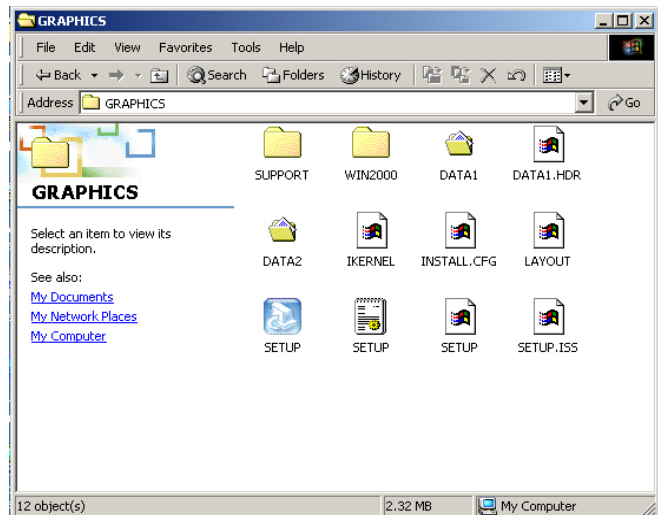 GRAPHICS
File Edit View Favorites Tools Help
Back Search Folders History
Address GRAPHICS Go
GRAPHICS
Select an item to view its
description.
See also:
My Documents
My Network Places
My Computer
SUPPORT WIN2000 DATA1 DATA1.HDR
DATA2 IKERNEL INSTALL.CFG LAYOUT
SETUP SETUP SETUP SETUP.ISS
12 object(s) 2.32 MB My Computer